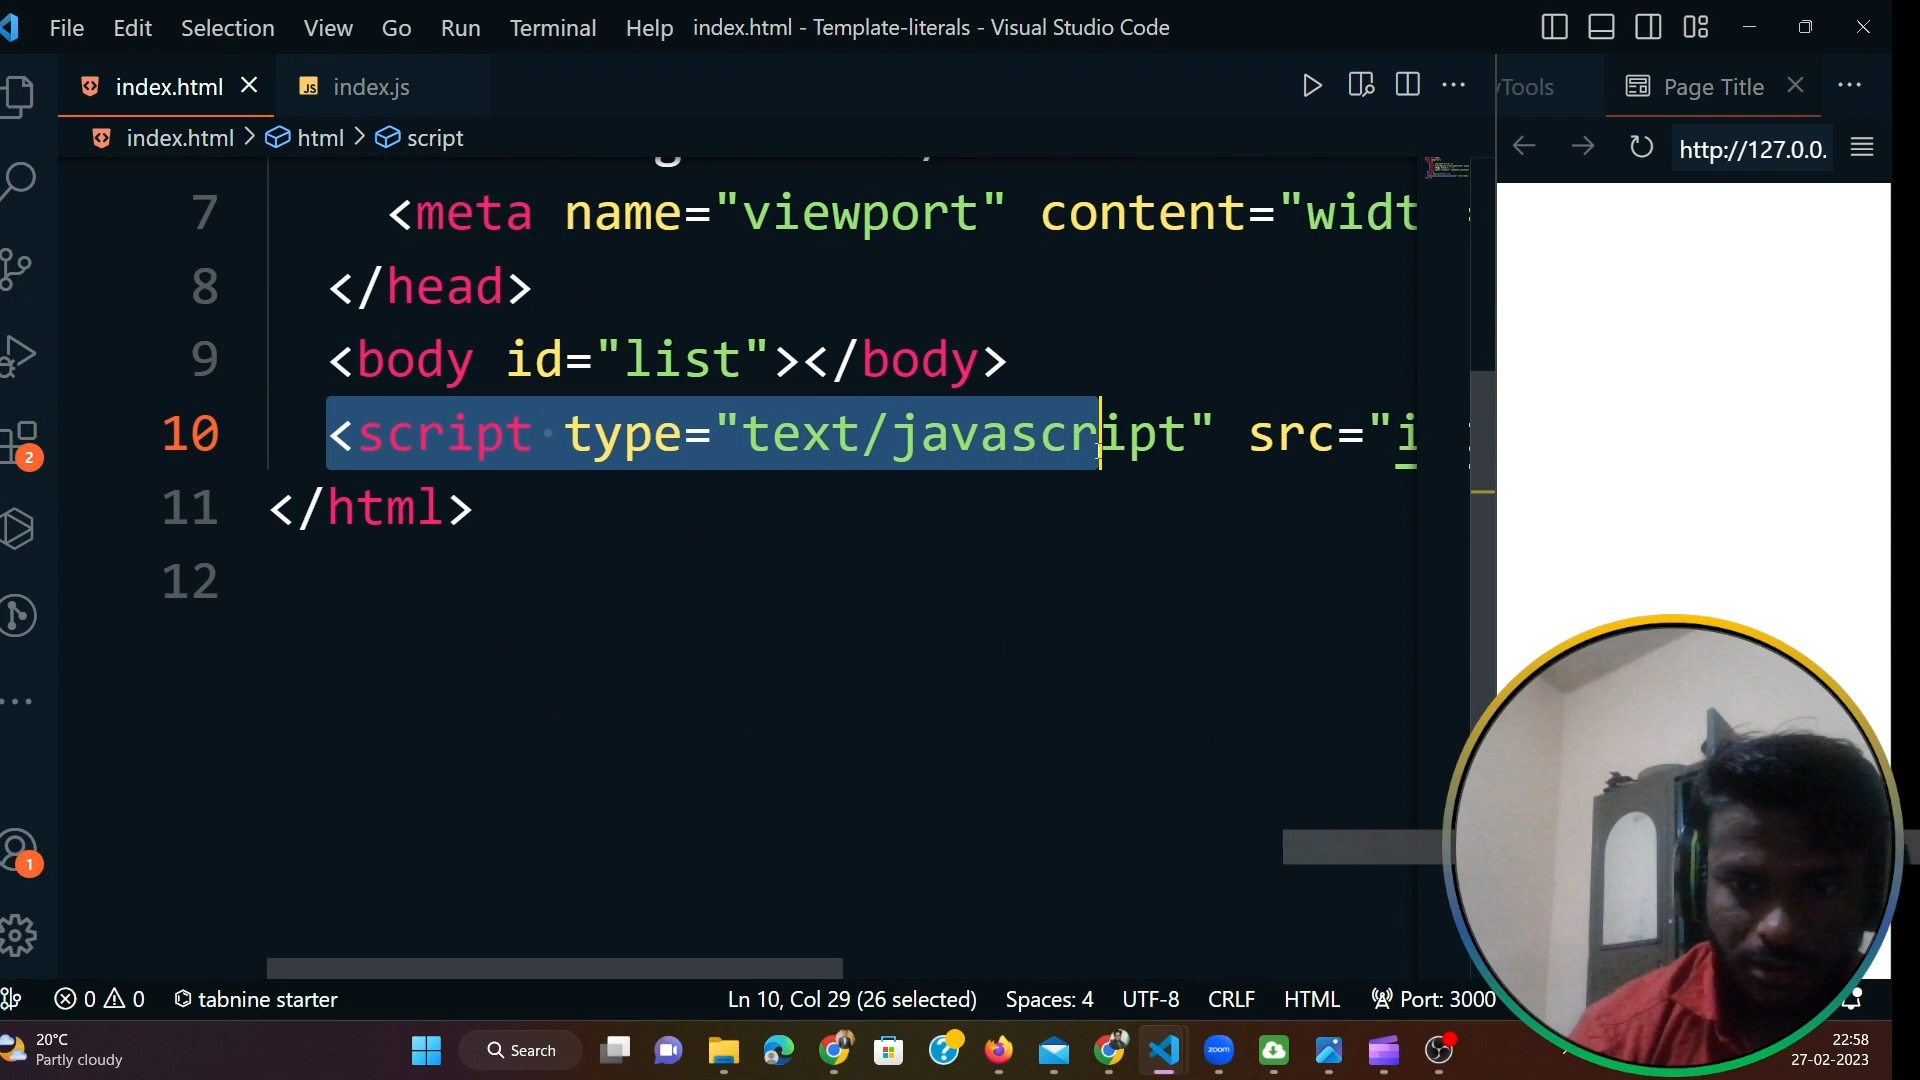 File Edit Selection View Go Run Terminal Help index.html - Template-literals - Visual Studio Code
index.html index.js
Page Title
index.html > html > script
http://127.0.0.
7 <meta name="viewport" content="widt
8 </head>
9 <body id="list"></body>
10 <script type="text/javascript" src="i
11 </html>
12
2
1
0 0 tabnine starter Ln 10, Col 29 (26 selected) Spaces: 4 UTF-8 CRLF HTML Port: 3000
20°C
Partly cloudy
Search
zoom
22:58
27-02-2023